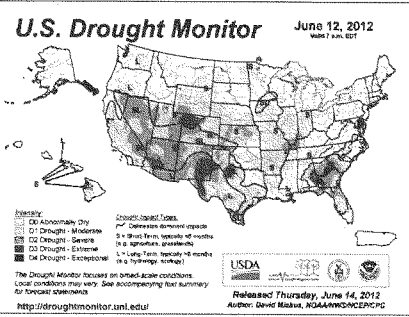 U.S. Drought Monitor
June 12, 2012
Valid 7 a.m. EDT
Intensity:
D0 Abnormally Dry
D1 Drought - Moderate
D2 Drought - Severe
D3 Drought - Extreme
D4 Drought - Exceptional
Drought Impact Types:
Delineates dominant impacts
S = Short-Term, typically <6 months
(e.g. agriculture, grasslands)
L = Long-Term, typically >6 months
(e.g. hydrology, ecology)
The Drought Monitor focuses on broad-scale conditions.
Local conditions may vary. See accompanying text summary
for forecast statements.
http://droughtmonitor.unl.edu/
USDA
Released Thursday, June 14, 2012
Author: David Miskus, NOAA/NWS/NCEP/CPC